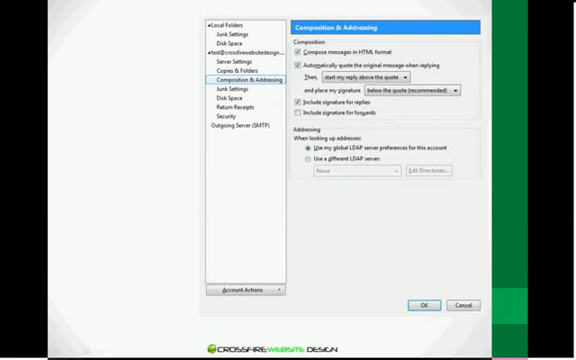 Local Folders
Junk Settings
Disk Space
test@crossfirewebsitedesign....
Server Settings
Copies & Folders
Composition & Addressing
Junk Settings
Disk Space
Return Receipts
Security
Outgoing Server (SMTP)
Account Actions
Composition & Addressing
Composition
Compose messages in HTML format
Automatically quote the original message when replying
Then, start my reply above the quote
and place my signature below the quote (recommended)
Include signature for replies
Include signature for forwards
Addressing
When looking up addresses:
Use my global LDAP server preferences for this account
Use a different LDAP server:
None Edit Directories...
OK Cancel
CROSSFIREWEBSITE DESIGN